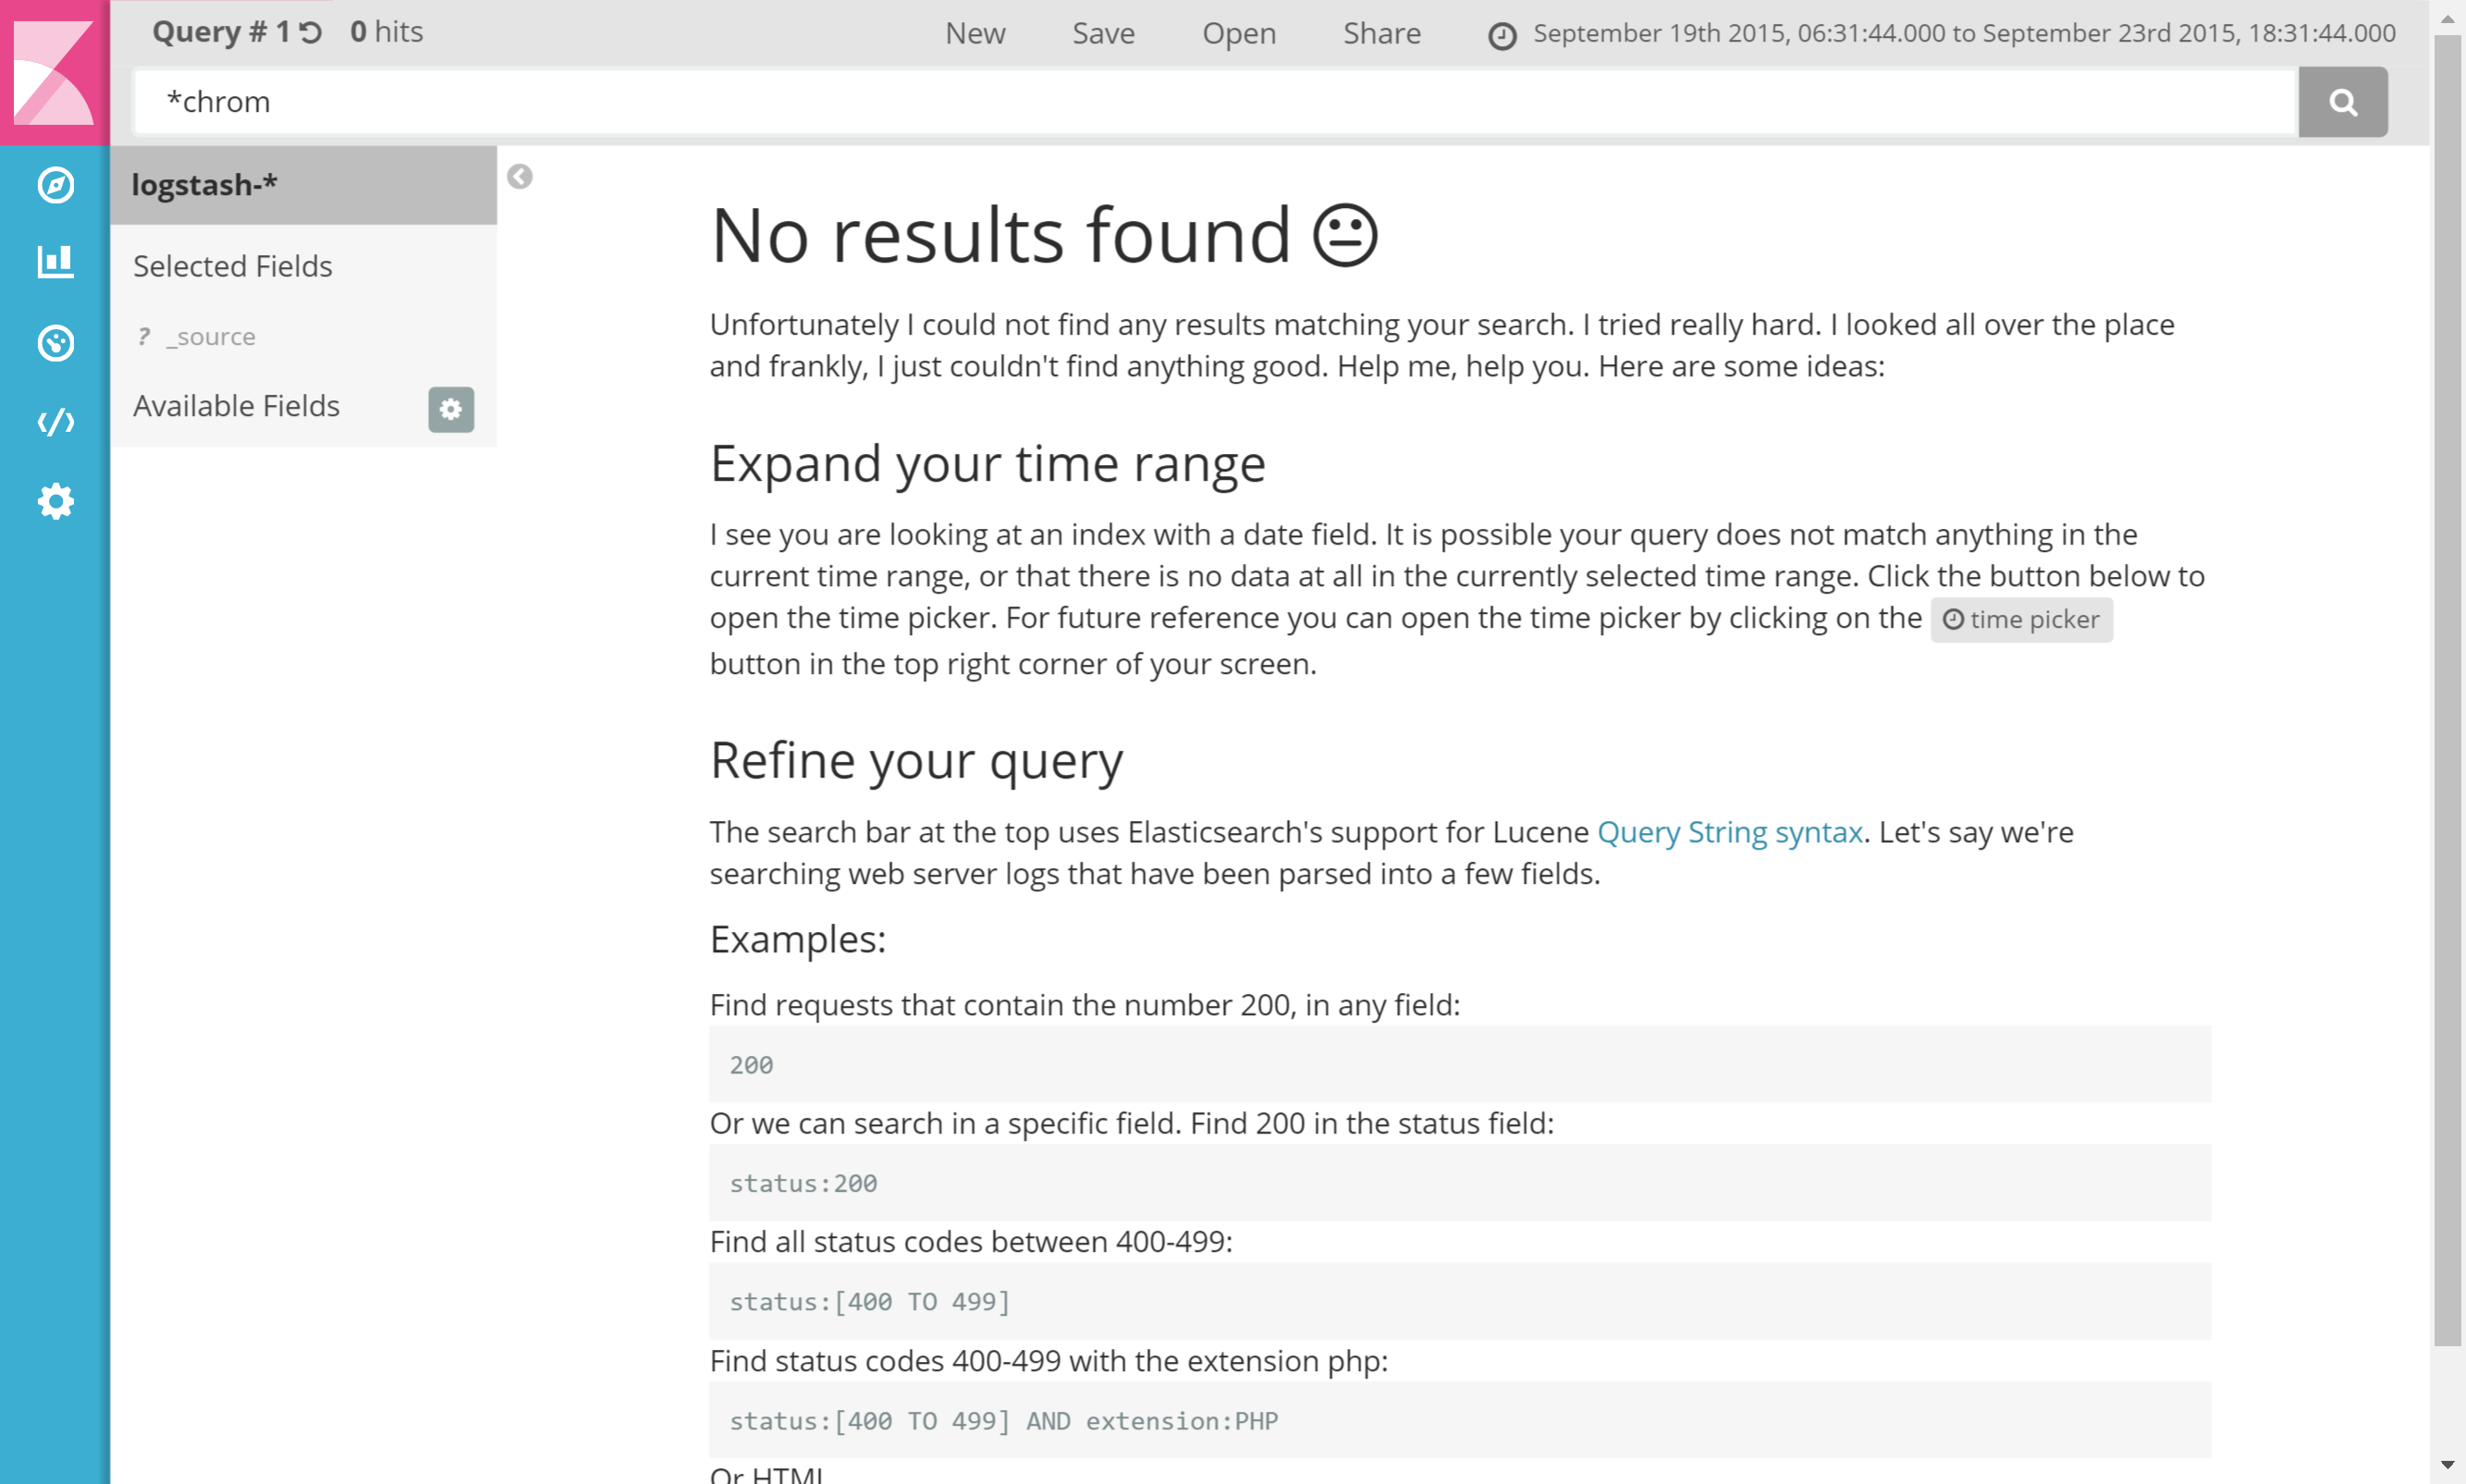 Query # 1 0 hits
New Save Open Share September 19th 2015, 06:31:44.000 to September 23rd 2015, 18:31:44.000
*chrom
logstash-*
Selected Fields
? _source
Available Fields
No results found
Unfortunately I could not find any results matching your search. I tried really hard. I looked all over the place
and frankly, I just couldn't find anything good. Help me, help you. Here are some ideas:
Expand your time range
I see you are looking at an index with a date field. It is possible your query does not match anything in the
current time range, or that there is no data at all in the currently selected time range. Click the button below to
open the time picker. For future reference you can open the time picker by clicking on the time picker
button in the top right corner of your screen.
Refine your query
The search bar at the top uses Elasticsearch's support for Lucene Query String syntax. Let's say we're
searching web server logs that have been parsed into a few fields.
Examples:
Find requests that contain the number 200, in any field:
200
Or we can search in a specific field. Find 200 in the status field:
status:200
Find all status codes between 400-499:
status:[400 TO 499]
Find status codes 400-499 with the extension php:
status:[400 TO 499] AND extension:PHP
Or HTML